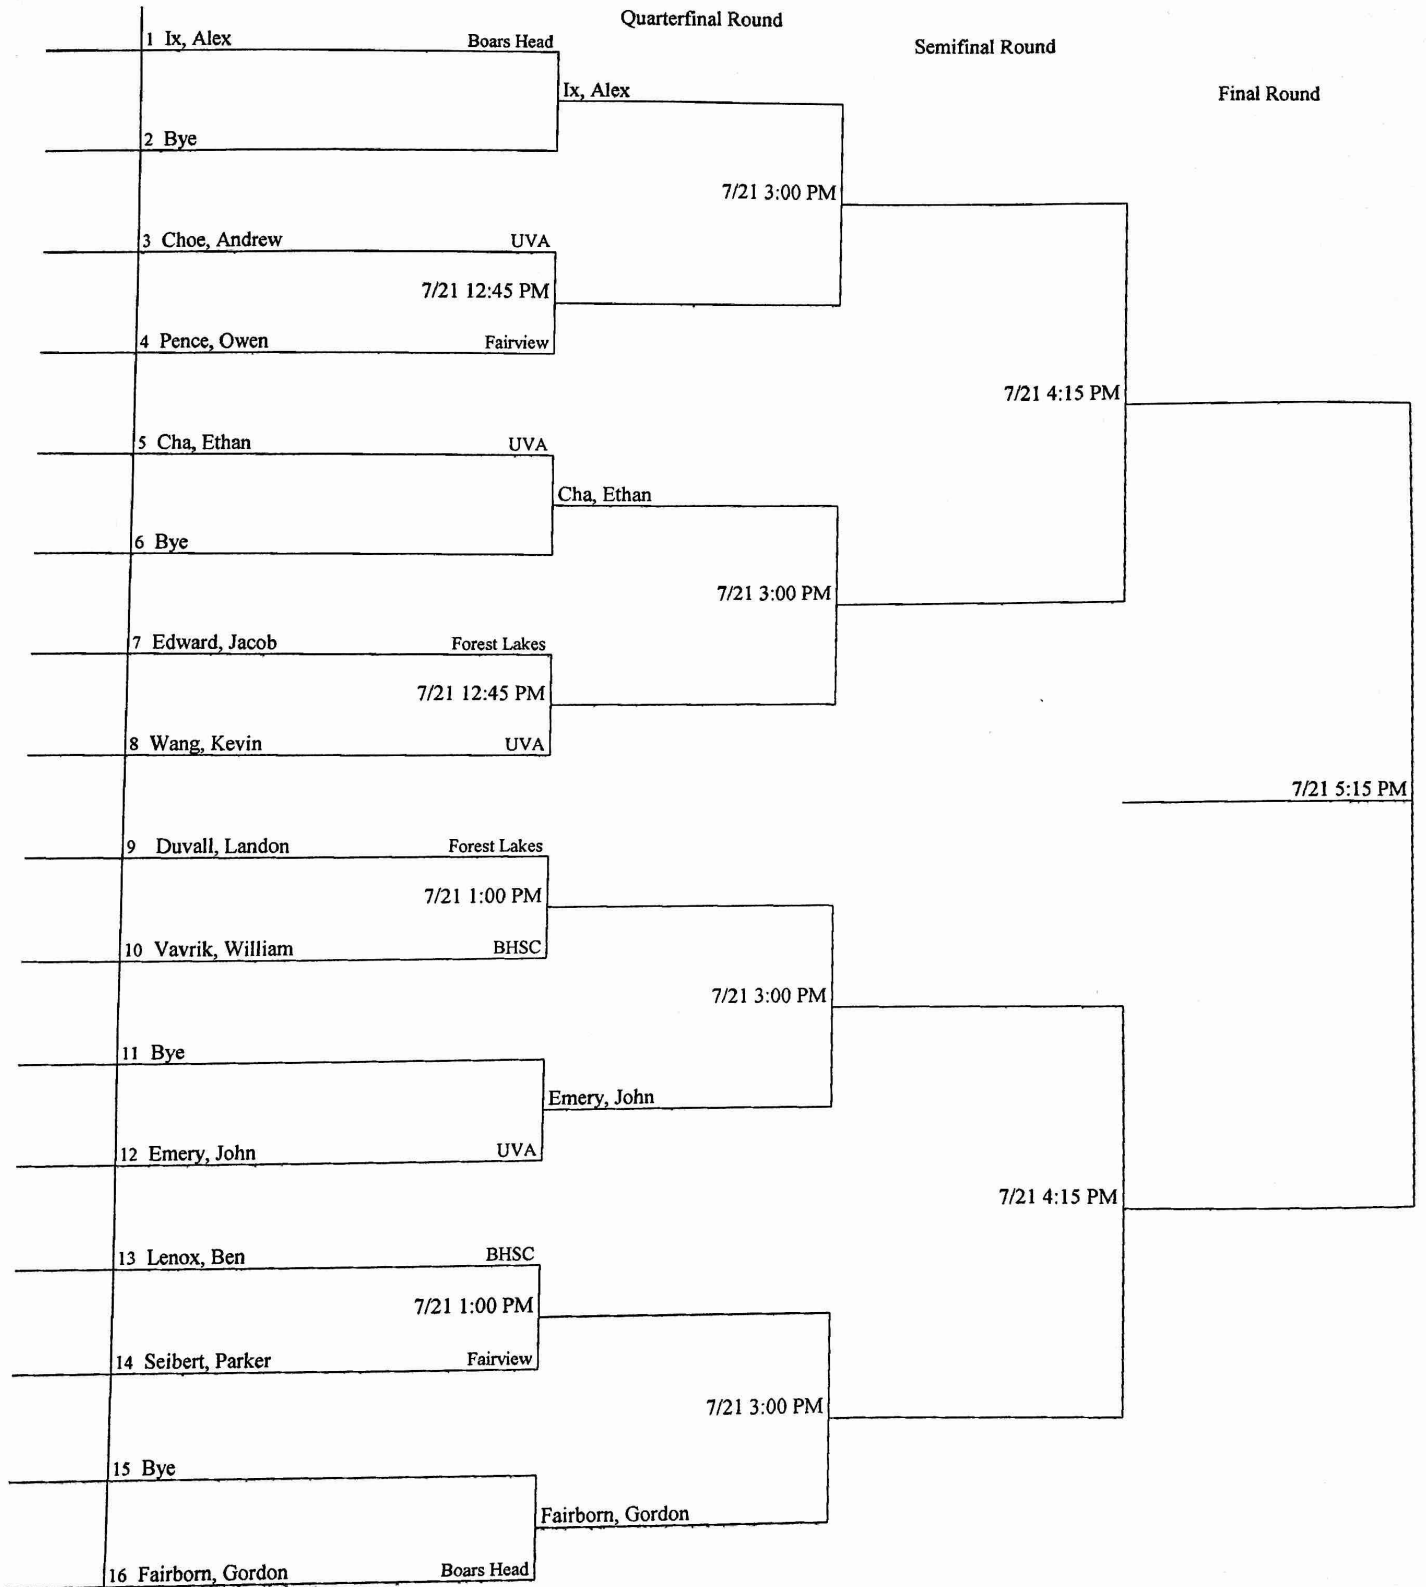 Quarterfinal Round
Semifinal Round
Final Round
1 Ix, Alex Boars Head
Ix, Alex
2 Bye
7/21 3:00 PM
3 Choe, Andrew UVA
7/21 12:45 PM
4 Pence, Owen Fairview
7/21 4:15 PM
5 Cha, Ethan UVA
Cha, Ethan
6 Bye
7/21 3:00 PM
7 Edward, Jacob Forest Lakes
7/21 12:45 PM
8 Wang, Kevin UVA
7/21 5:15 PM
9 Duvall, Landon Forest Lakes
7/21 1:00 PM
10 Vavrik, William BHSC
7/21 3:00 PM
11 Bye
Emery, John
12 Emery, John UVA
7/21 4:15 PM
13 Lenox, Ben BHSC
7/21 1:00 PM
14 Seibert, Parker Fairview
7/21 3:00 PM
15 Bye
Fairborn, Gordon
16 Fairborn, Gordon Boars Head